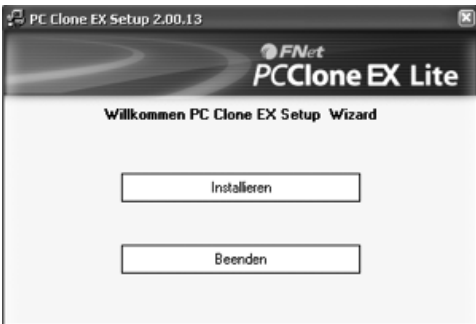 PC Clone EX Setup 2.00.13
FNet
PCClone EX Lite
Willkommen PC Clone EX Setup Wizard
Installieren
Beenden